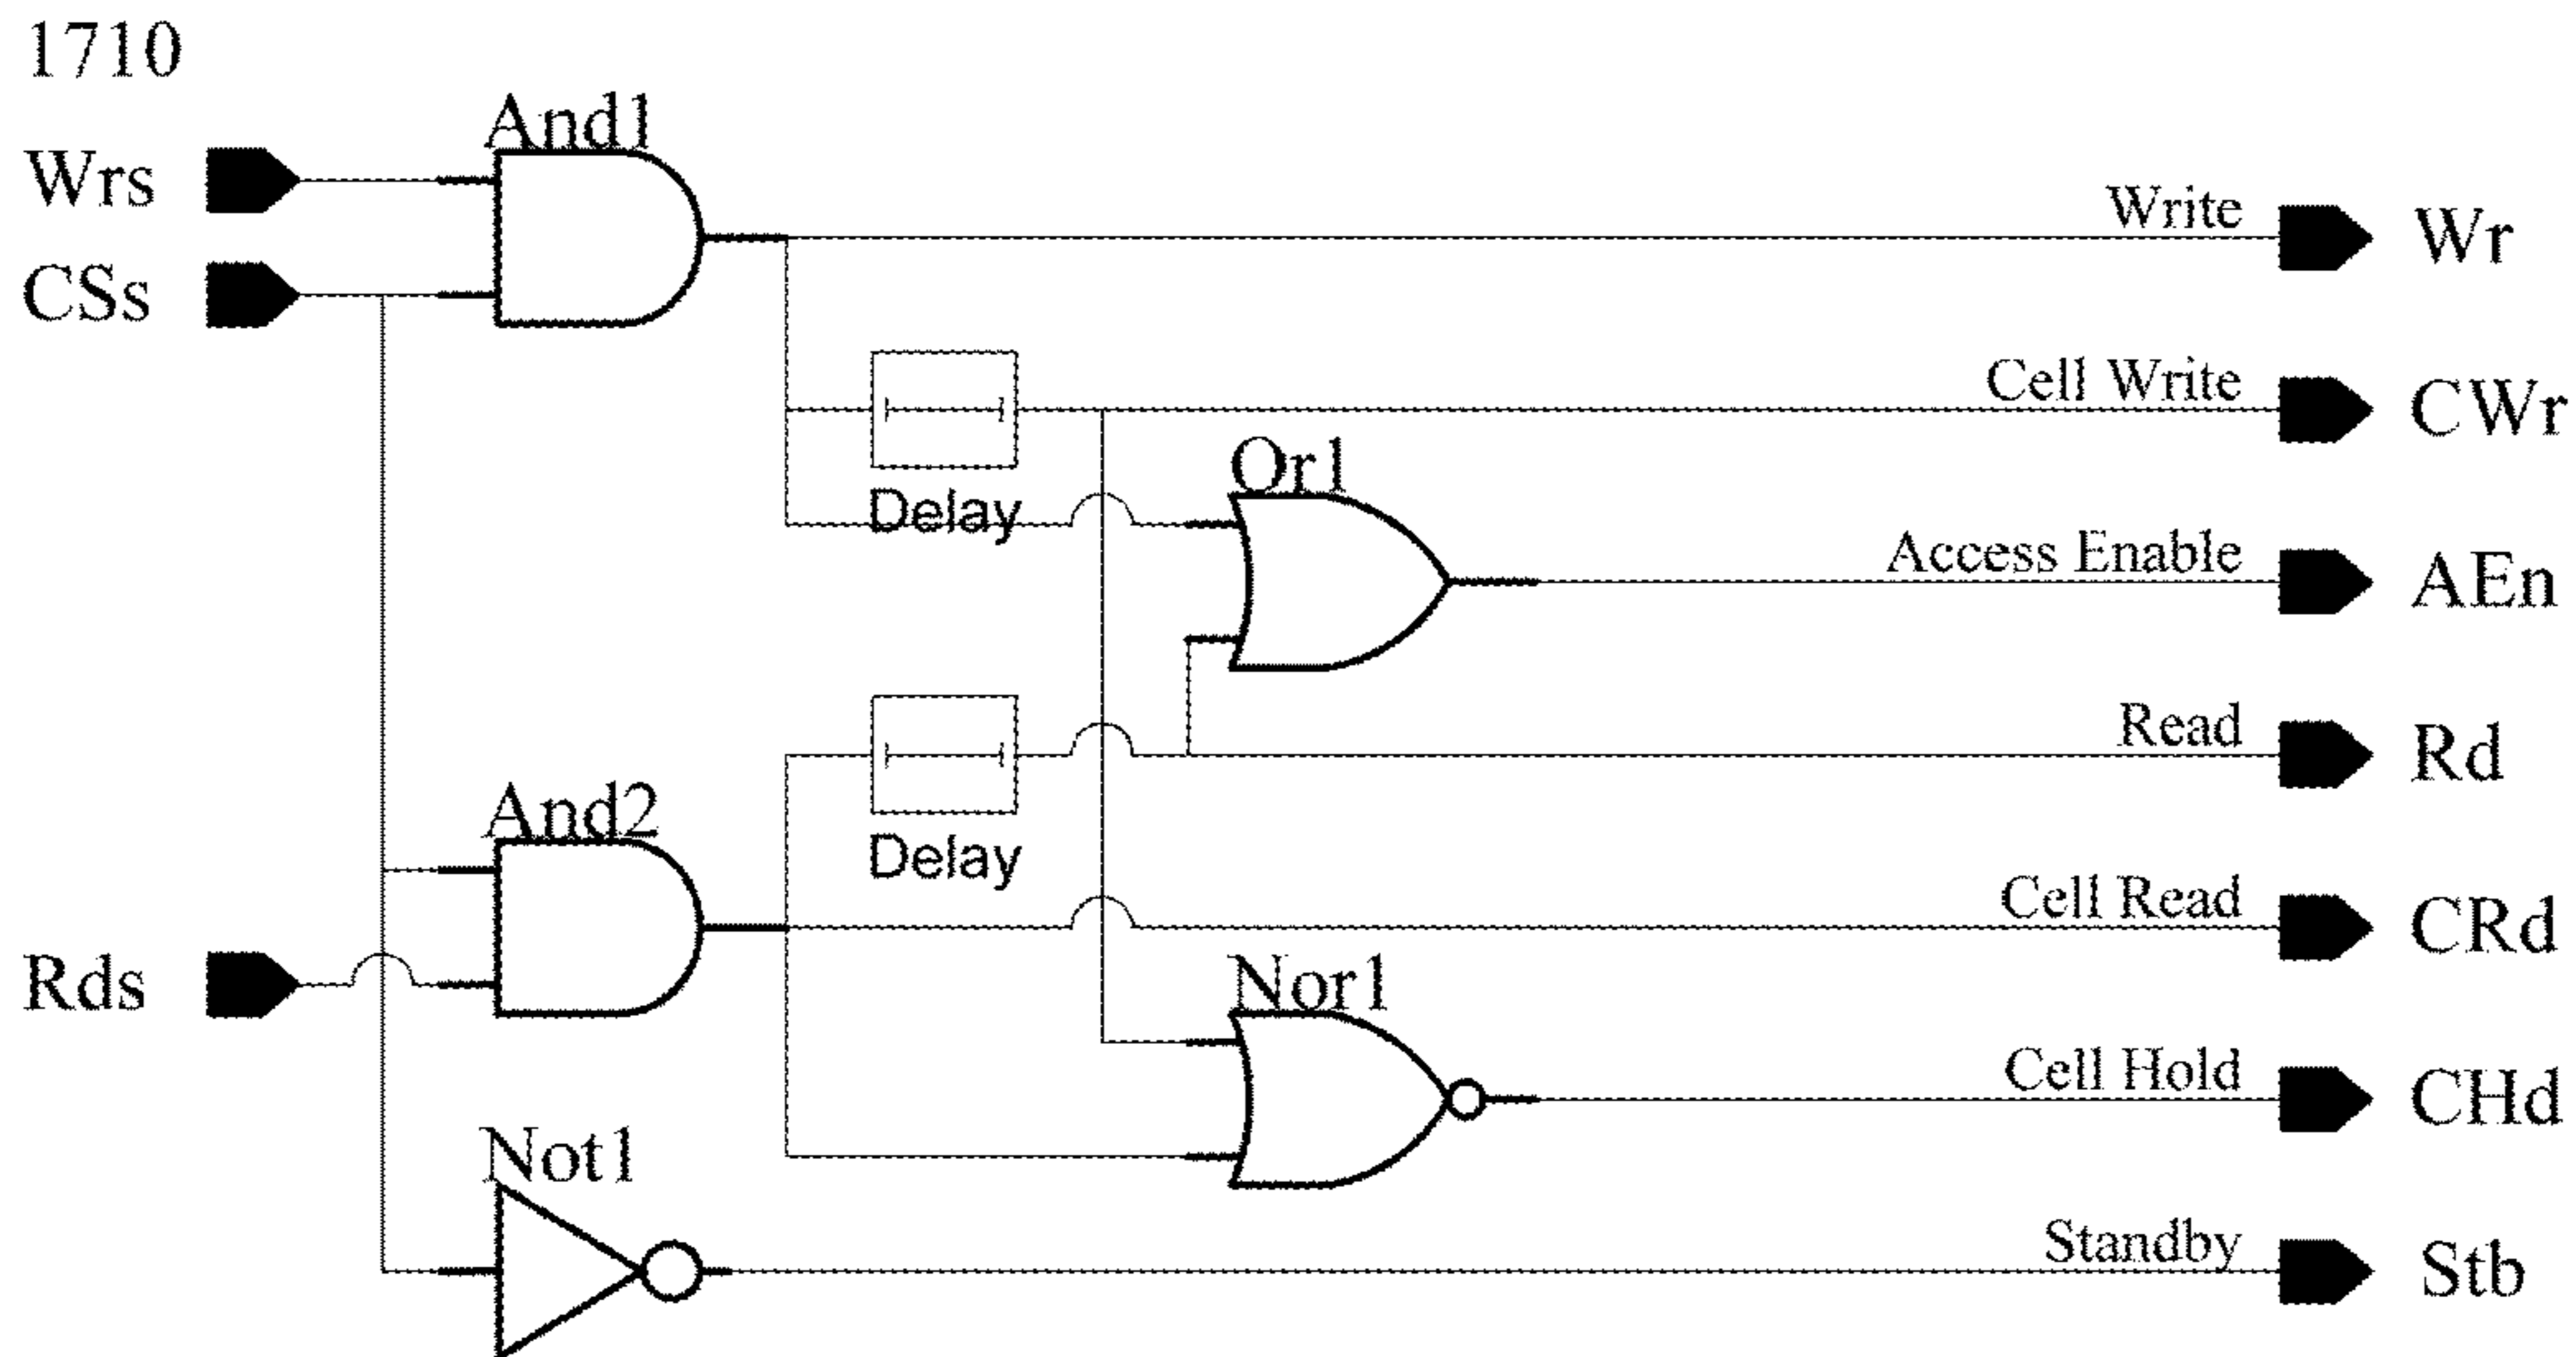 1710
And1
Wrs
Write Wr
CSs
Cell Write CWr
Or1
Delay
Access Enable AEn
Read Rd
And2
Delay
Cell Read CRd
Rds
Nor1
Cell Hold CHd
Not1
Standby Stb